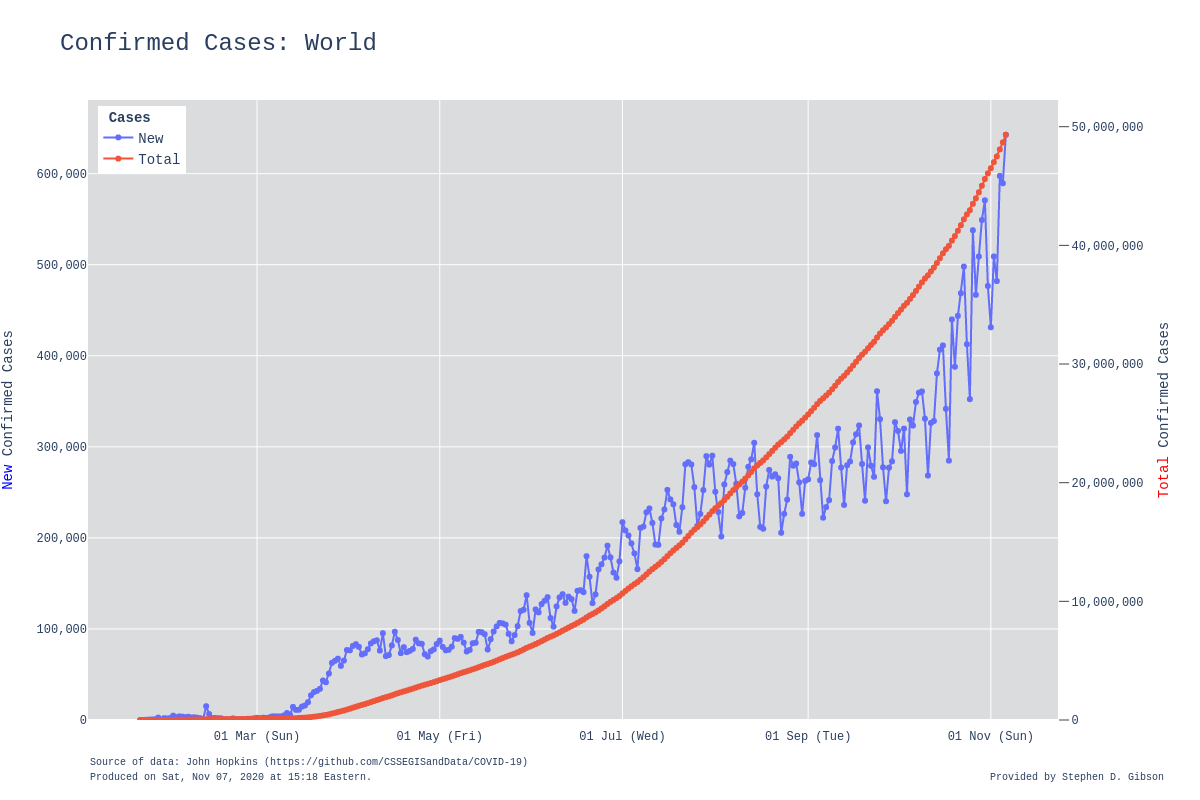 Confirmed Cases: World
Cases
New
Total
600,000
500,000
400,000
300,000
200,000
100,000
0
50,000,000
40,000,000
30,000,000
20,000,000
10,000,000
0
New Confirmed Cases
Total Confirmed Cases
01 Mar (Sun)
01 May (Fri)
01 Jul (Wed)
01 Sep (Tue)
01 Nov (Sun)
Source of data: John Hopkins (https://github.com/CSSEGISandData/COVID-19)
Produced on Sat, Nov 07, 2020 at 15:18 Eastern.
Provided by Stephen D. Gibson